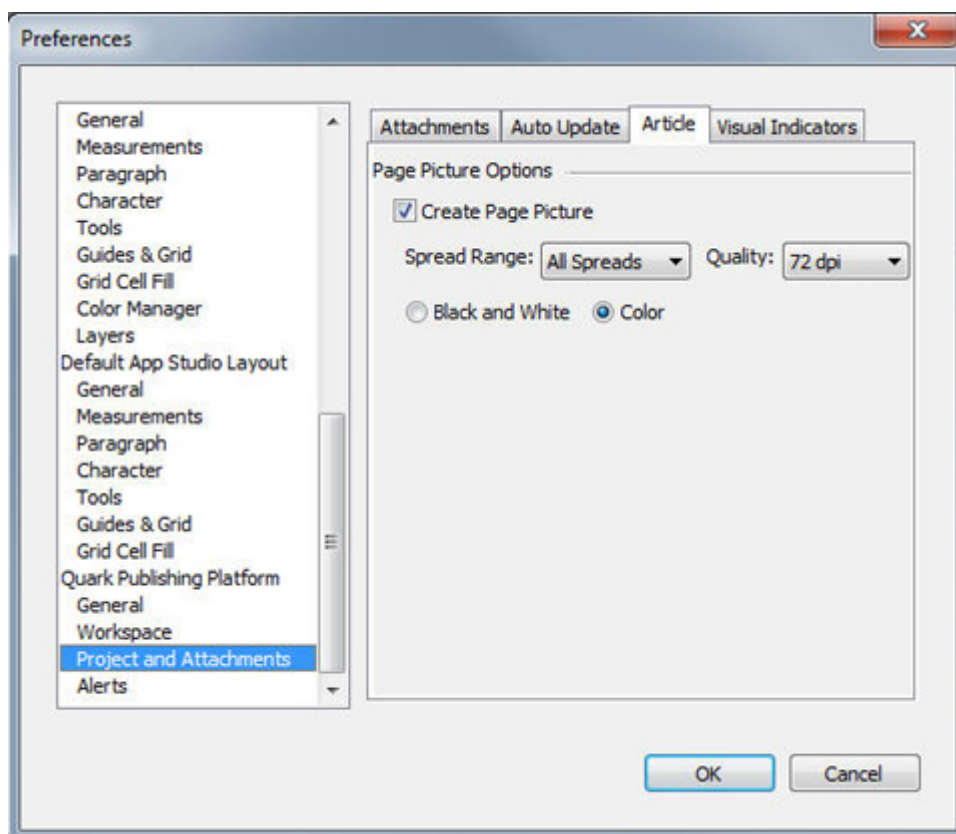 Preferences
General
Measurements
Paragraph
Character
Tools
Guides & Grid
Grid Cell Fill
Color Manager
Layers
Default App Studio Layout
General
Measurements
Paragraph
Character
Tools
Guides & Grid
Grid Cell Fill
Quark Publishing Platform
General
Workspace
Project and Attachments
Alerts
Attachments Auto Update Article Visual Indicators
Page Picture Options
Create Page Picture
Spread Range: All Spreads Quality: 72 dpi
Black and White Color
OK Cancel